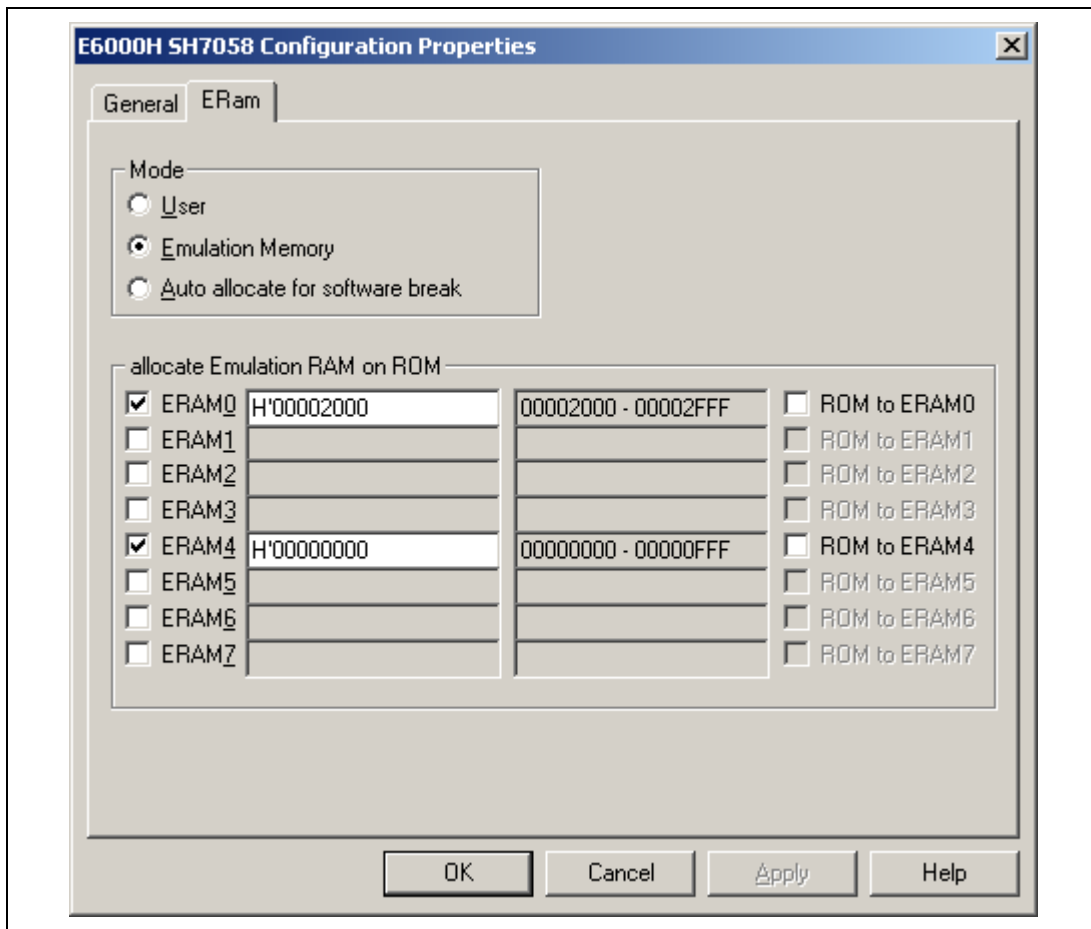 E6000H SH7058 Configuration Properties
General ERam
Mode
User
Emulation Memory
Auto allocate for software break
allocate Emulation RAM on ROM
ERAM0 H'00002000 00002000 - 00002FFF ROM to ERAM0
ERAM1 ROM to ERAM1
ERAM2 ROM to ERAM2
ERAM3 ROM to ERAM3
ERAM4 H'00000000 00000000 - 00000FFF ROM to ERAM4
ERAM5 ROM to ERAM5
ERAM6 ROM to ERAM6
ERAM7 ROM to ERAM7
OK Cancel Apply Help